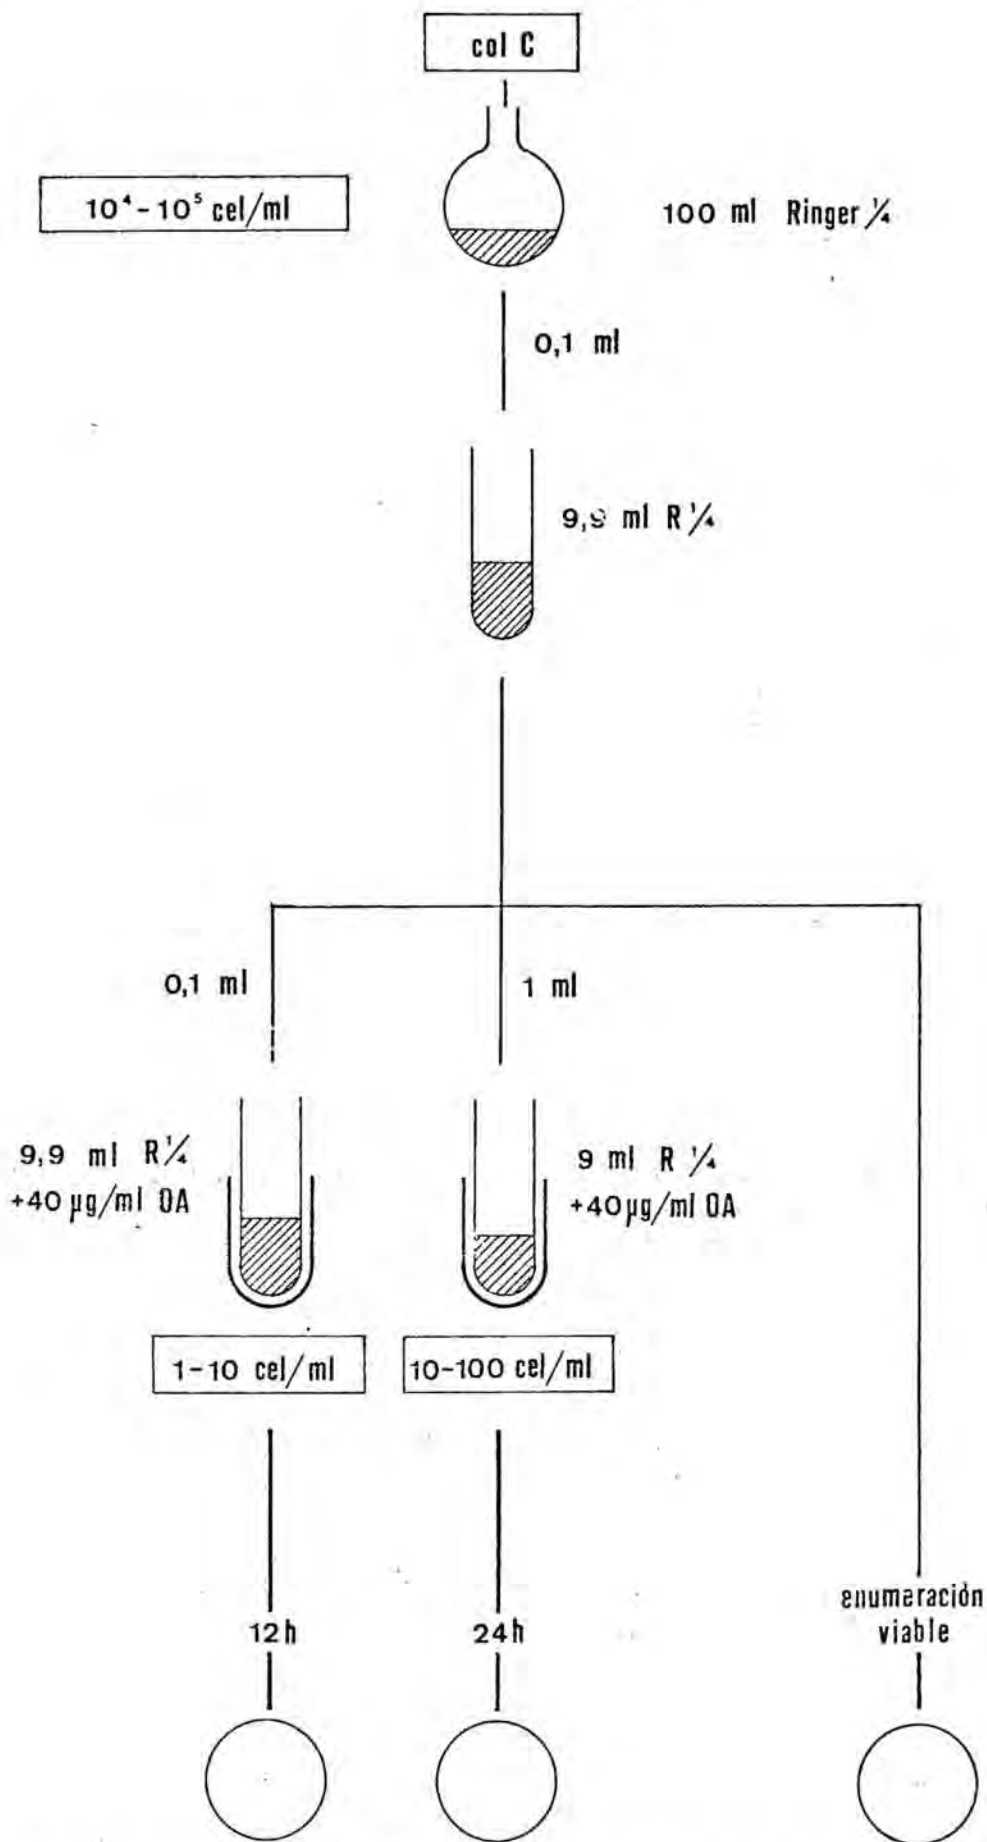 col C
10⁴-10⁵ cel/ml
100 ml Ringer ¼
0,1 ml
9,9 ml R ¼
0,1 ml
1 ml
9,9 ml R ¼
+40 µg/ml OA
9 ml R ¼
+40 µg/ml OA
1-10 cel/ml
10-100 cel/ml
12h
24h
enumeración
viable